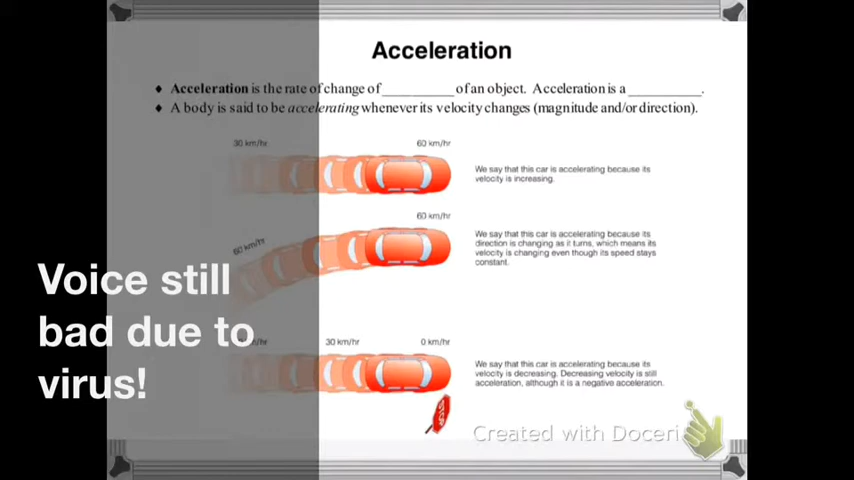 Acceleration
♦ Acceleration is the rate of change of __________ of an object. Acceleration is a __________.
♦ A body is said to be accelerating whenever its velocity changes (magnitude and/or direction).
30 km/hr
60 km/hr
We say that this car is accelerating because its
velocity is increasing.
60 km/hr
60 km/hr
We say that this car is accelerating because its
direction is changing as it turns, which means its
velocity is changing even though its speed stays
constant.
Voice still
bad due to
virus!
km/hr
30 km/hr
0 km/hr
We say that this car is accelerating because its
velocity is decreasing. Decreasing velocity is still
acceleration, although it is a negative acceleration.
STOP
Created with Doceri